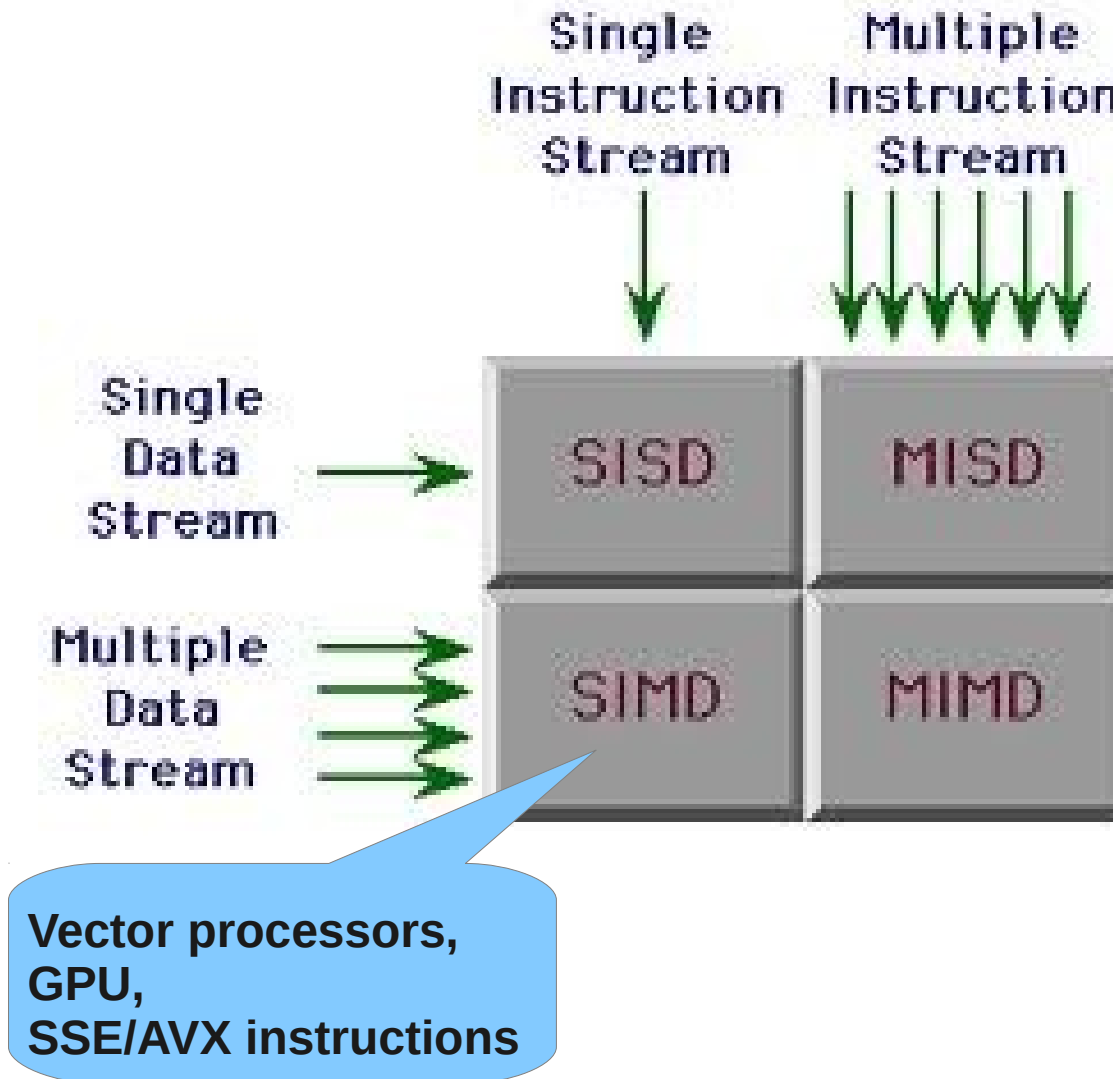 Single
Instruction
Stream
Multiple
Instruction
Stream
Single
Data
Stream
SISD
MISD
Multiple
Data
Stream
SIMD
MIMD
Vector processors,
GPU,
SSE/AVX instructions